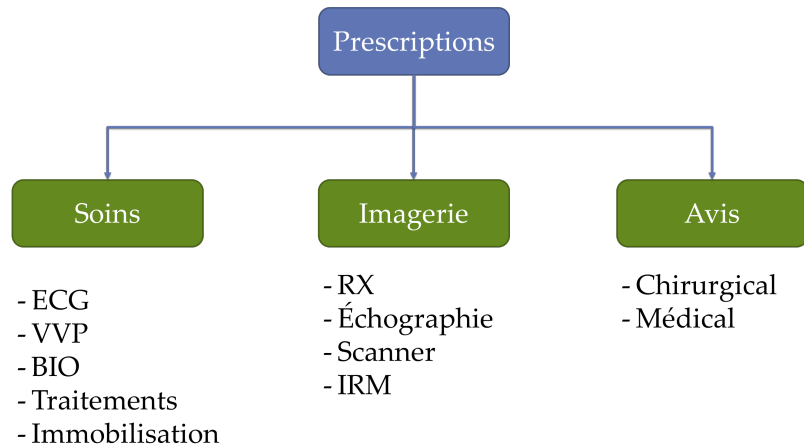 Prescriptions
Soins
Imagerie
Avis
- ECG
- VVP
- BIO
- Traitements
- Immobilisation
- RX
- Échographie
- Scanner
- IRM
- Chirurgical
- Médical